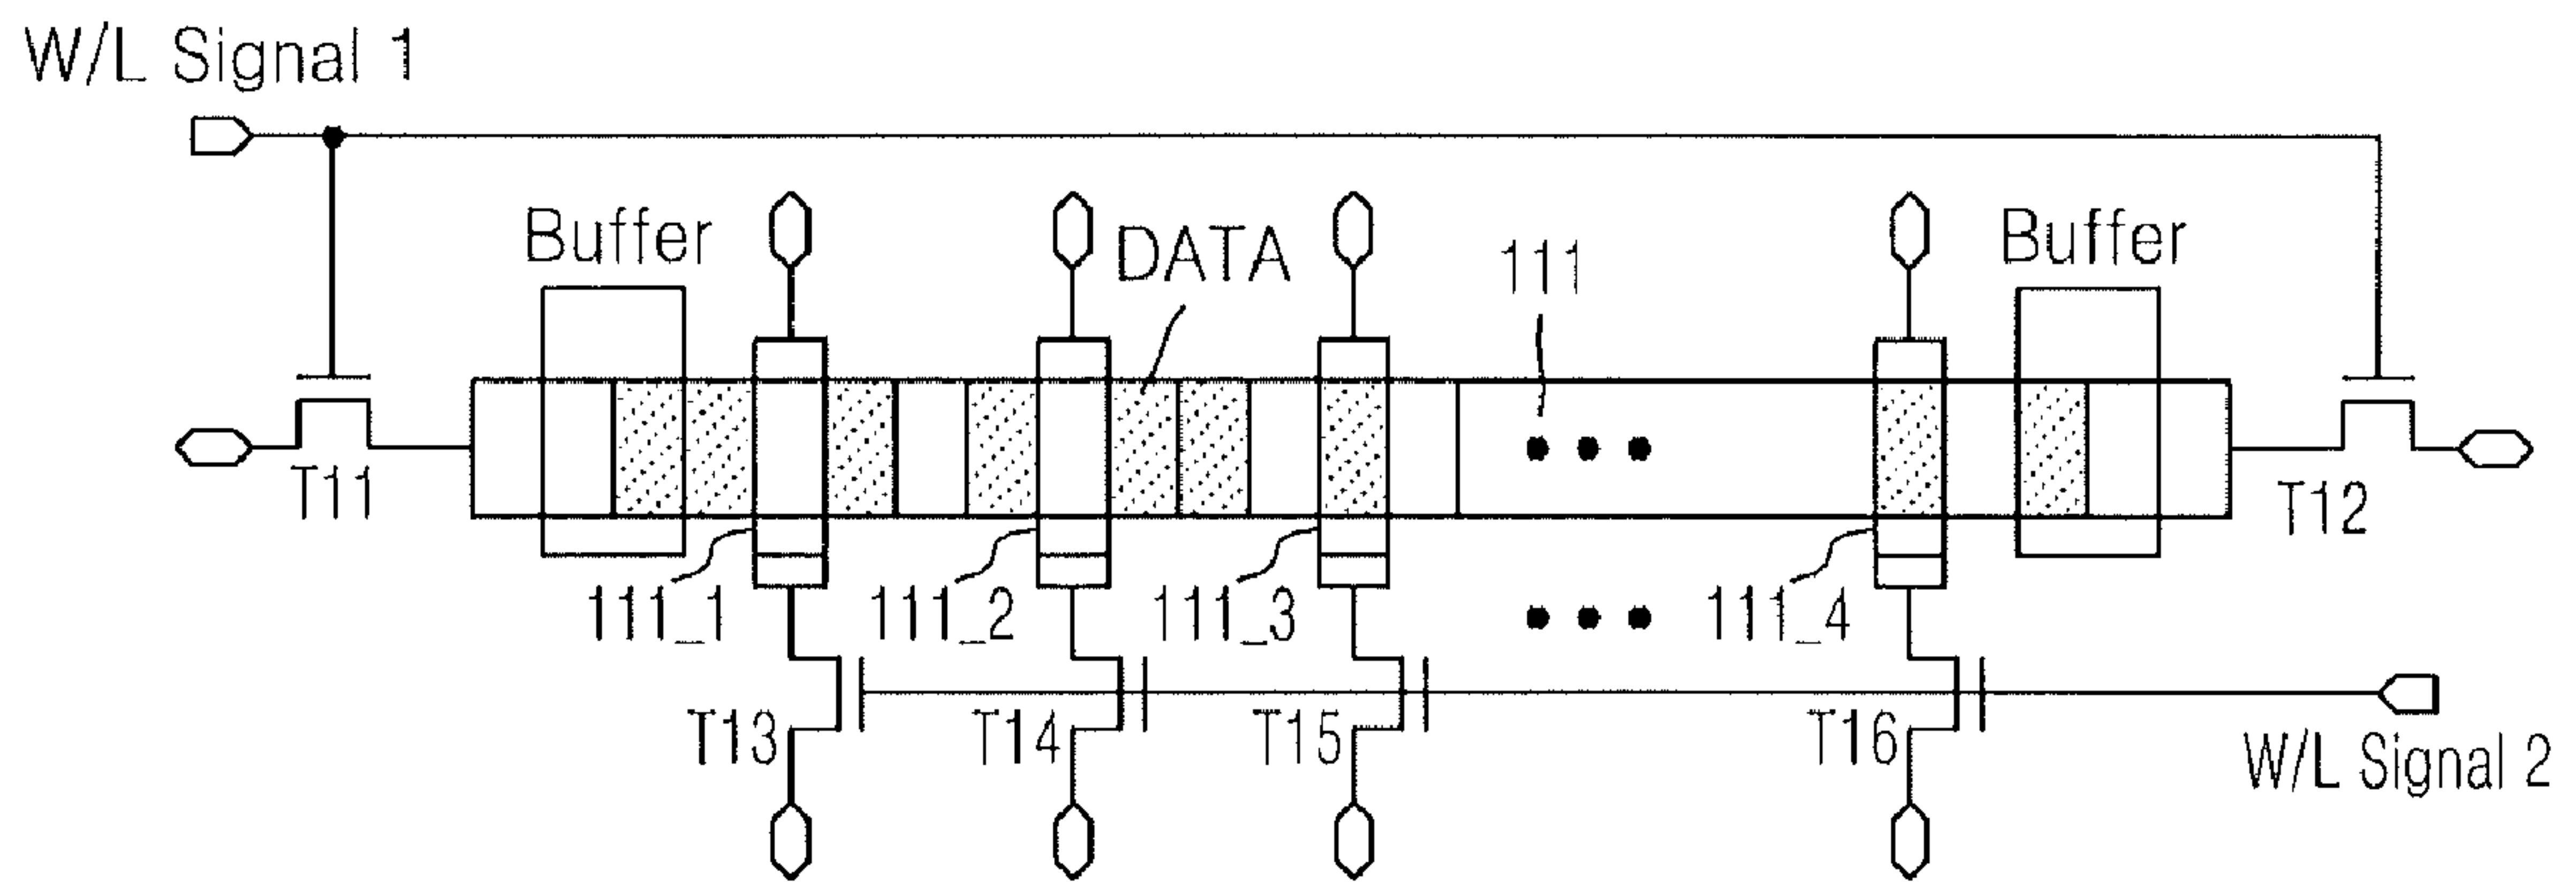 W/L Signal 1
Buffer
DATA
111
Buffer
T11
T12
111_1
111_2
111_3
111_4
T13
T14
T15
T16
W/L Signal 2